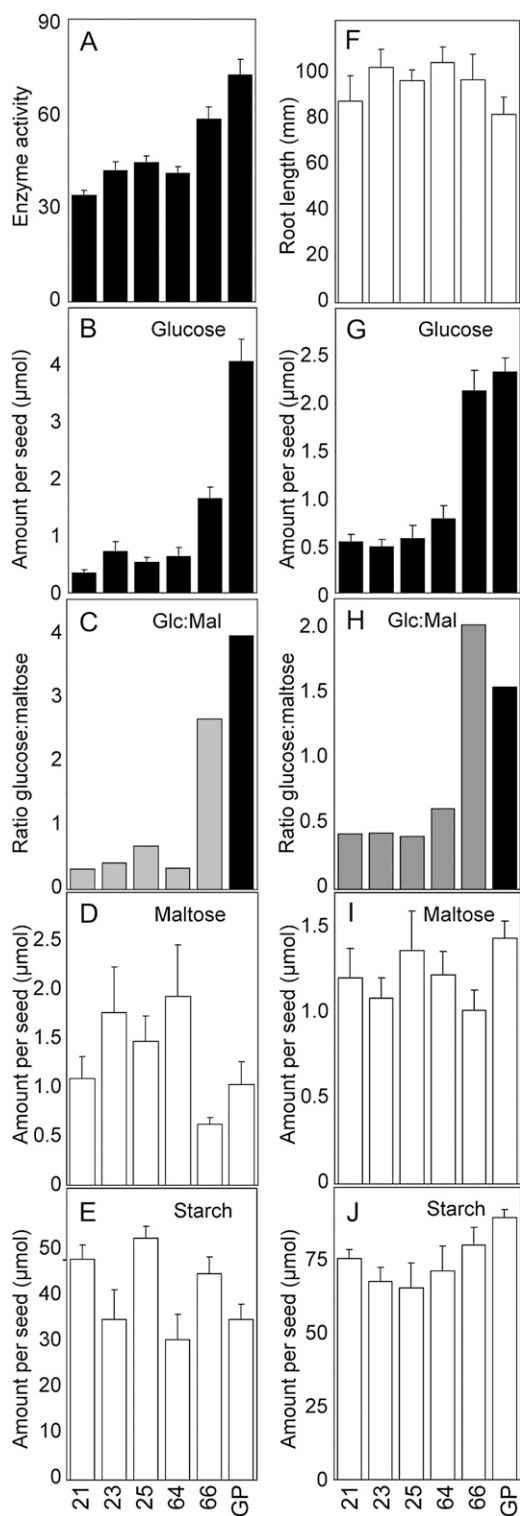 A
Enzyme activity
90
60
30
0
B
Glucose
Amount per seed (µmol)
4
3
2
1
0
C
Glc:Mal
Ratio glucose:maltose
4
3
2
1
0
D
Maltose
Amount per seed (µmol)
2.5
2.0
1.5
1.0
0.5
0
E
Starch
Amount per seed (µmol)
50
40
30
20
10
0
21
23
25
64
66
GP
F
Root length (mm)
100
80
60
40
20
0
G
Glucose
Amount per seed (µmol)
2.5
2.0
1.5
1.0
0.5
0
H
Glc:Mal
Ratio glucose:maltose
2.0
1.5
1.0
0.5
0
I
Maltose
Amount per seed (µmol)
1.5
1.0
0.5
0
J
Starch
Amount per seed (µmol)
75
50
25
0
21
23
25
64
66
GP